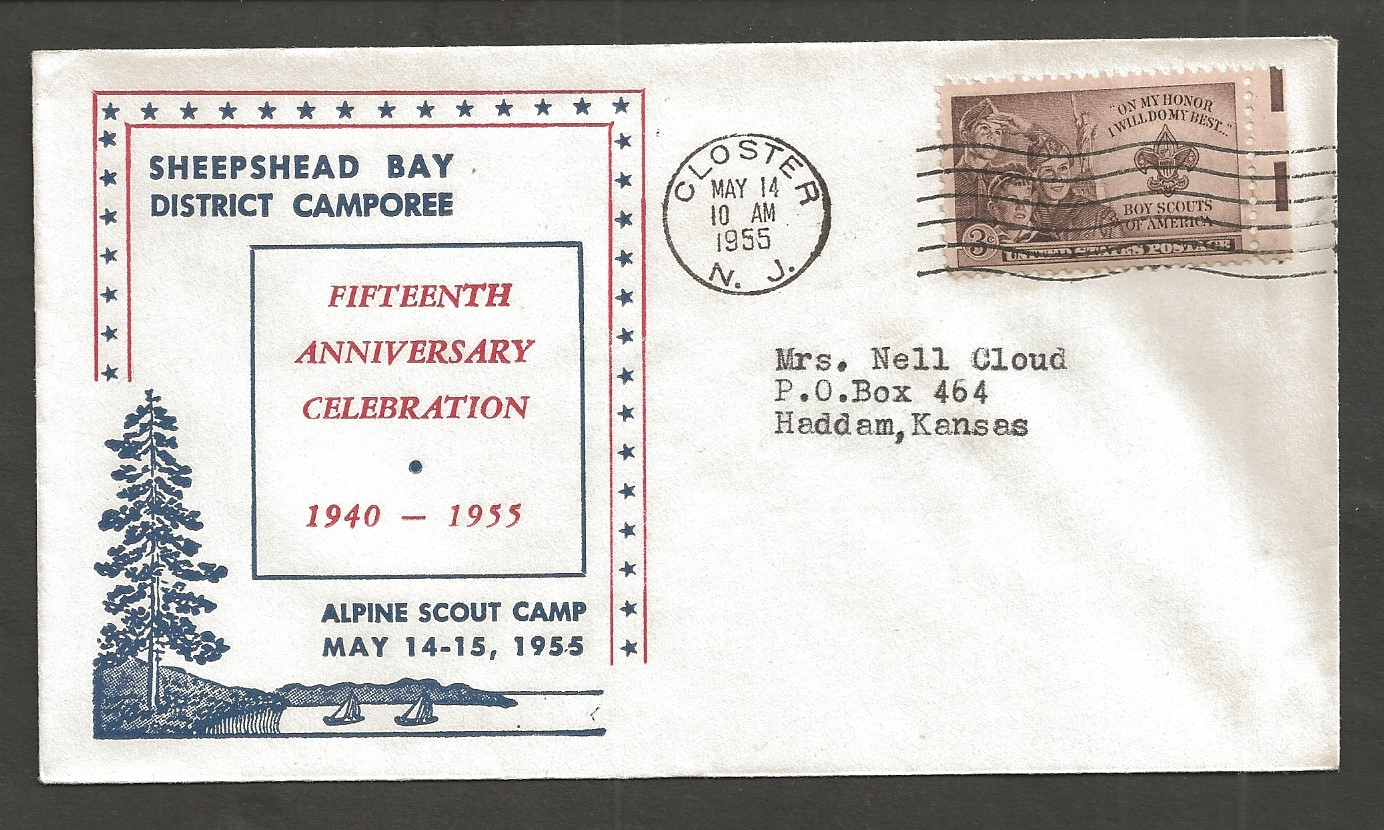 SHEEPSHEAD BAY
DISTRICT CAMPOREE
FIFTEENTH
ANNIVERSARY
CELEBRATION
•
1940 — 1955
ALPINE SCOUT CAMP
MAY 14-15, 1955
CLOSTER
MAY 14
10 AM
1955
N. J.
"ON MY HONOR
I WILL DO MY BEST..."
BOY SCOUTS
OF AMERICA
3¢
UNITED STATES POSTAGE
Mrs. Nell Cloud
P.O.Box 464
Haddam,Kansas